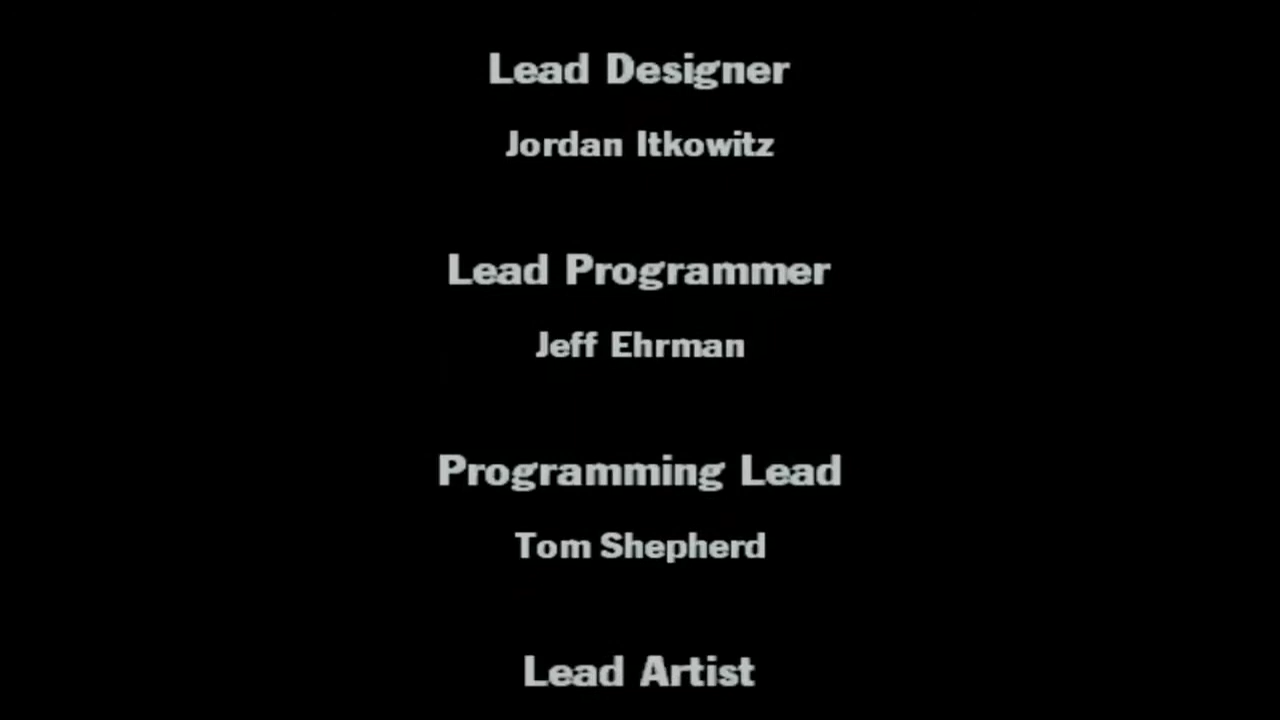 Lead Designer
Jordan Itkowitz
Lead Programmer
Jeff Ehrman
Programming Lead
Tom Shepherd
Lead Artist